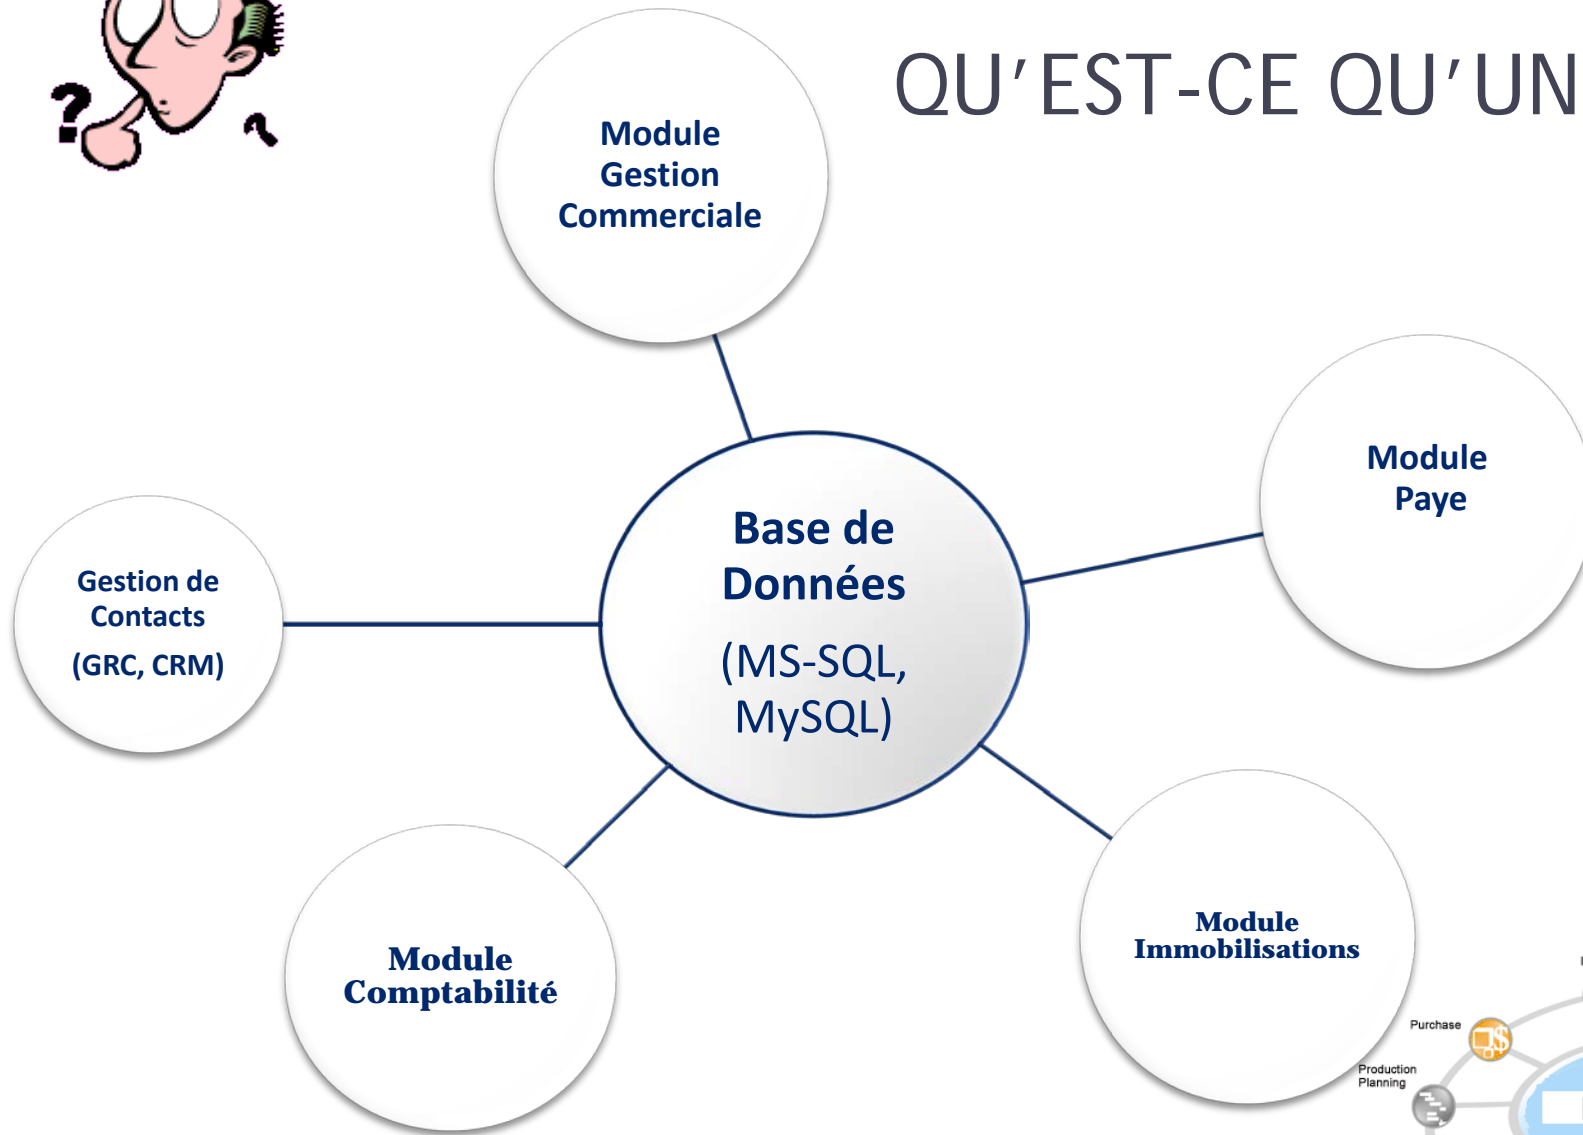 QU'EST-CE QU'UN
?
?
Module
Gestion
Commerciale
Module
Paye
Base de
Données
(MS-SQL,
MySQL)
Gestion de
Contacts
(GRC, CRM)
Module
Immobilisations
Module
Comptabilité
Purchase
Production
Planning